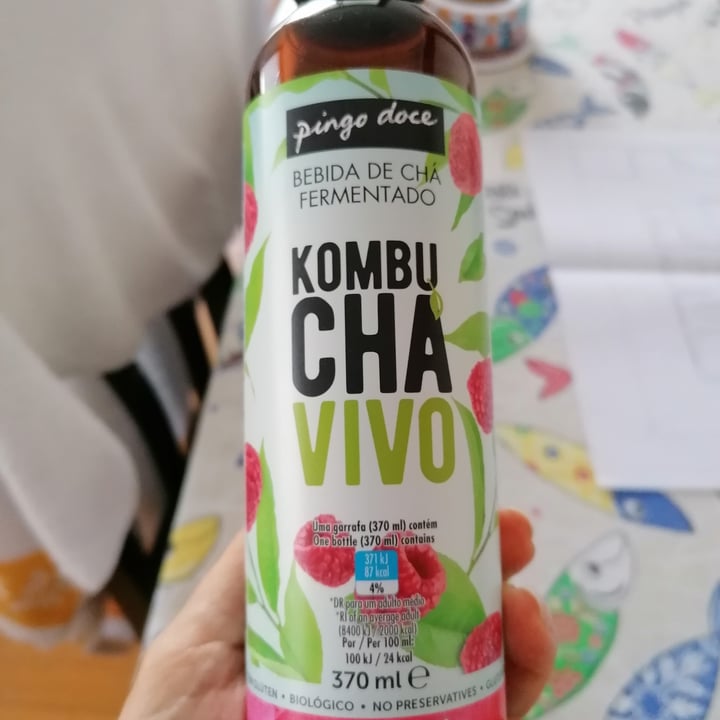 pingo doce
BEBIDA DE CHÁ
FERMENTADO
KOMBU
CHÁ
VIVO
Uma garrafa (370 ml) contém
One bottle (370 ml) contains
371 kJ
87 kcal
4%
*DR para um adulto médio
*RI of an average adult
(8400 kJ / 2000 kcal)
Por / Per 100 ml:
100 kJ / 24 kcal
370 ml ℮
GLUTEN • BIOLÓGICO • NO PRESERVATIVES •